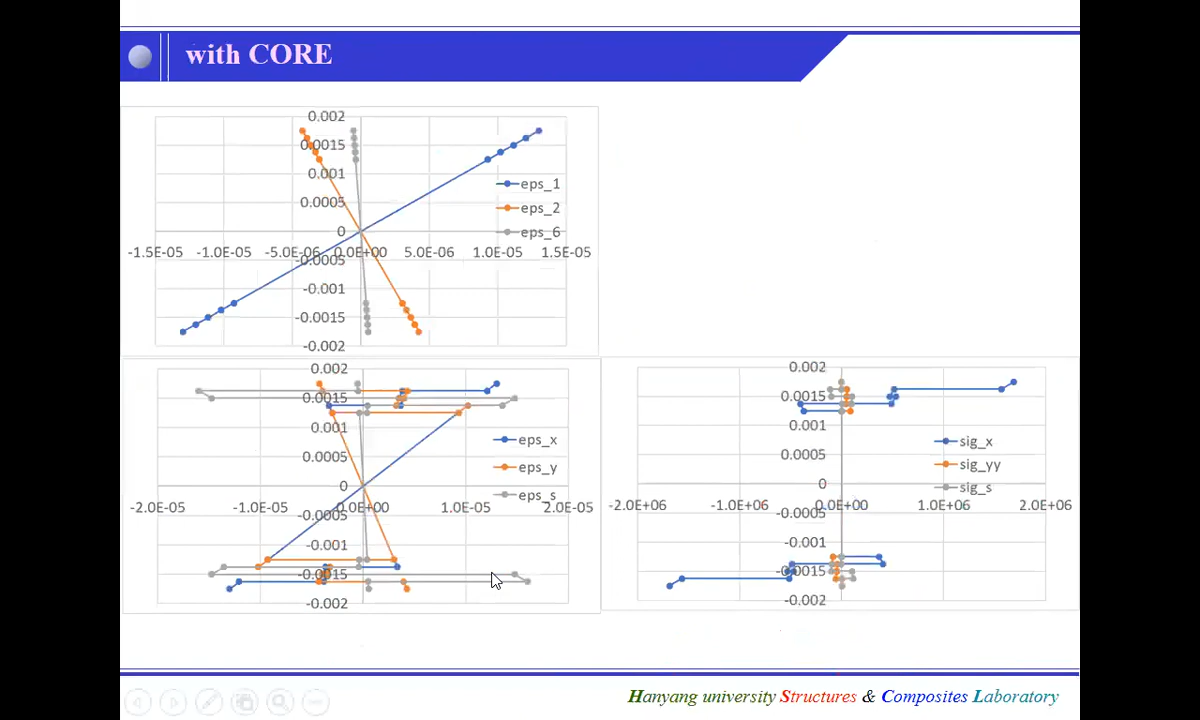 with CORE
0.002
0.0015
0.001
0.0005
0
-1.5E-05 -1.0E-05 -5.0E-06 0.0E+00 5.0E-06 1.0E-05 1.5E-05
-0.0005
-0.001
-0.0015
-0.002
eps_1
eps_2
eps_6
0.002
0.0015
0.001
0.0005
0
-2.0E-05 -1.0E-05 0.0E+00 1.0E-05 2.0E-05
-0.0005
-0.001
-0.0015
-0.002
eps_x
eps_y
eps_s
0.002
0.0015
0.001
0.0005
0
-2.0E+06 -1.0E+06 0.0E+00 1.0E+06 2.0E+06
-0.0005
-0.001
-0.0015
-0.002
sig_x
sig_yy
sig_s
Hanyang university Structures & Composites Laboratory